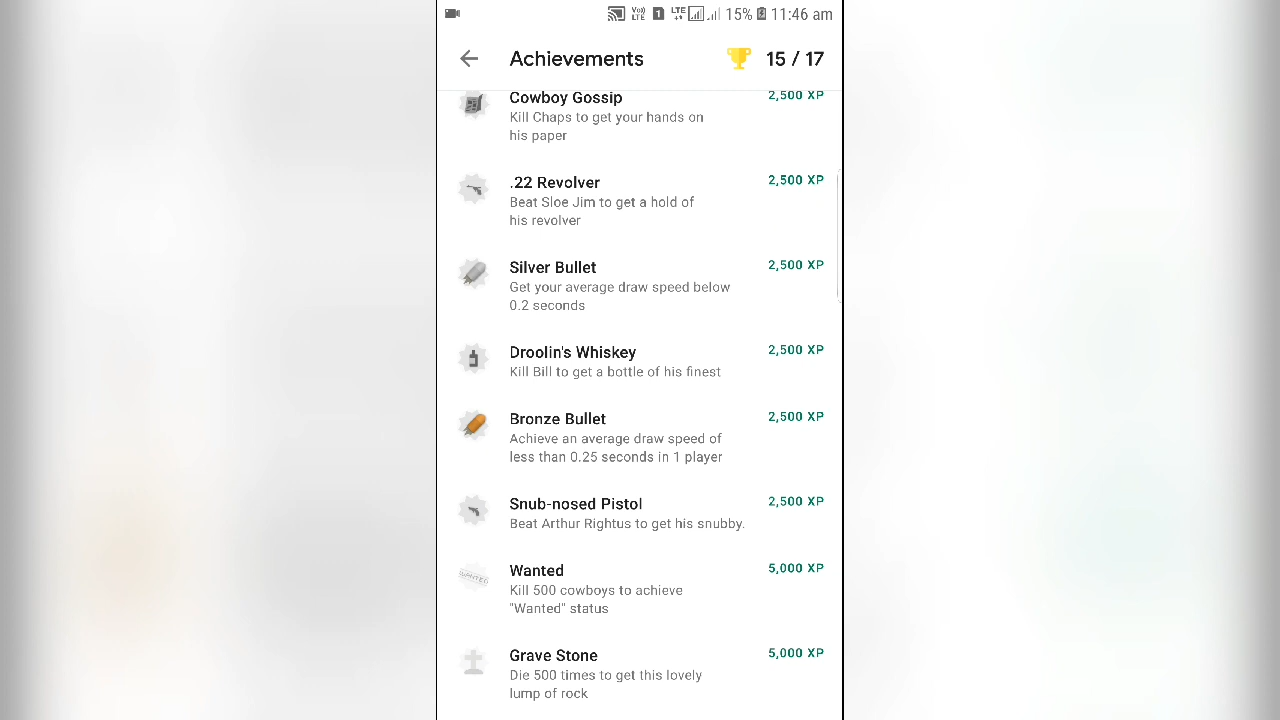 Vo)) LTE 1 LTE 15% 11:46 am
Achievements 15 / 17
Cowboy Gossip 2,500 XP
Kill Chaps to get your hands on
his paper
.22 Revolver 2,500 XP
Beat Sloe Jim to get a hold of
his revolver
Silver Bullet 2,500 XP
Get your average draw speed below
0.2 seconds
Droolin's Whiskey 2,500 XP
Kill Bill to get a bottle of his finest
Bronze Bullet 2,500 XP
Achieve an average draw speed of
less than 0.25 seconds in 1 player
Snub-nosed Pistol 2,500 XP
Beat Arthur Rightus to get his snubby.
WANTED
Wanted 5,000 XP
Kill 500 cowboys to achieve
"Wanted" status
Grave Stone 5,000 XP
Die 500 times to get this lovely
lump of rock